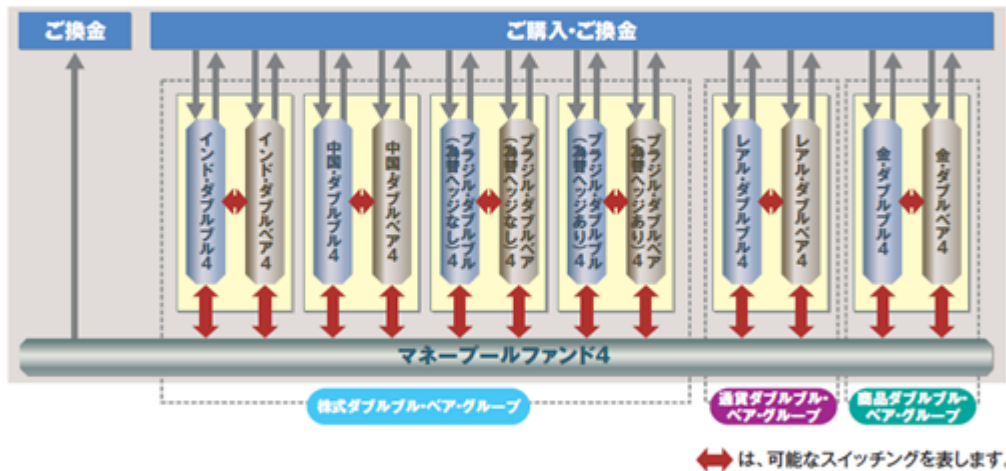 ご換金
ご購入・ご換金
インド・ダブルブル4
インド・ダブルベア4
中国・ダブルブル4
中国・ダブルベア4
ブラジル・ダブルブル
(為替ヘッジなし)4
ブラジル・ダブルベア
(為替ヘッジなし)4
ブラジル・ダブルブル
(為替ヘッジあり)4
ブラジル・ダブルベア
(為替ヘッジあり)4
レアル・ダブルブル4
レアル・ダブルベア4
金・ダブルブル4
金・ダブルベア4
マネープールファンド4
株式ダブルブル・ベア・グループ
通貨ダブルブル・
ベア・グループ
商品ダブルブル・
ベア・グループ
は、可能なスイッチングを表します